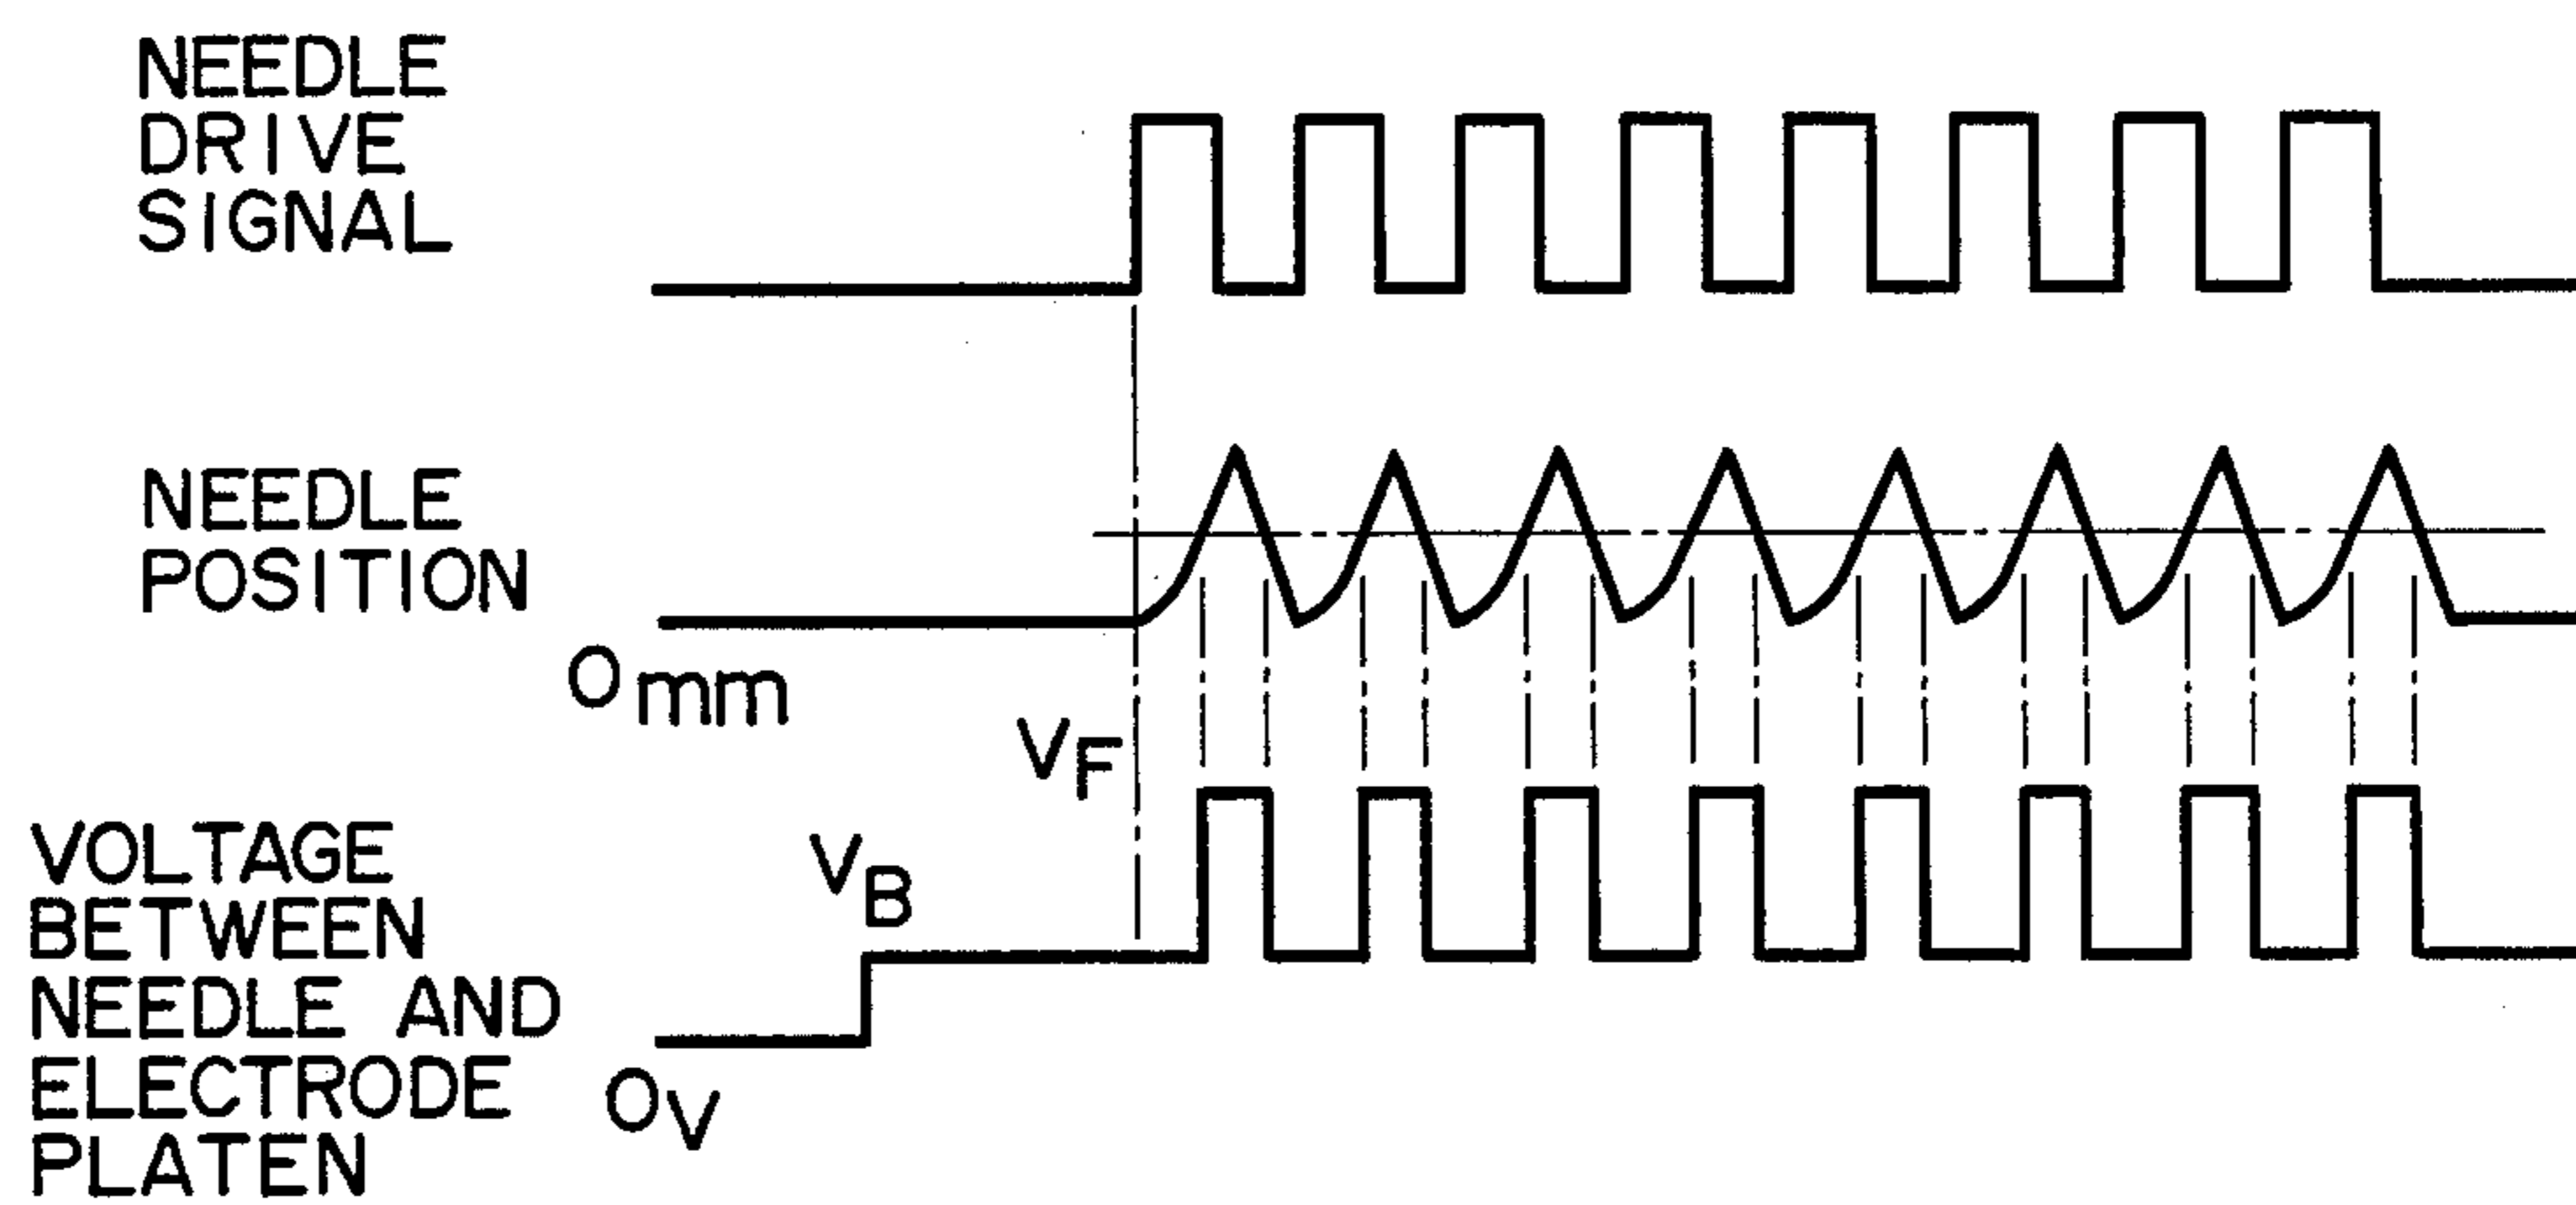 NEEDLE
DRIVE
SIGNAL
NEEDLE
POSITION
0mm
VF
VB
VOLTAGE
BETWEEN
NEEDLE AND
ELECTRODE
PLATEN
0V